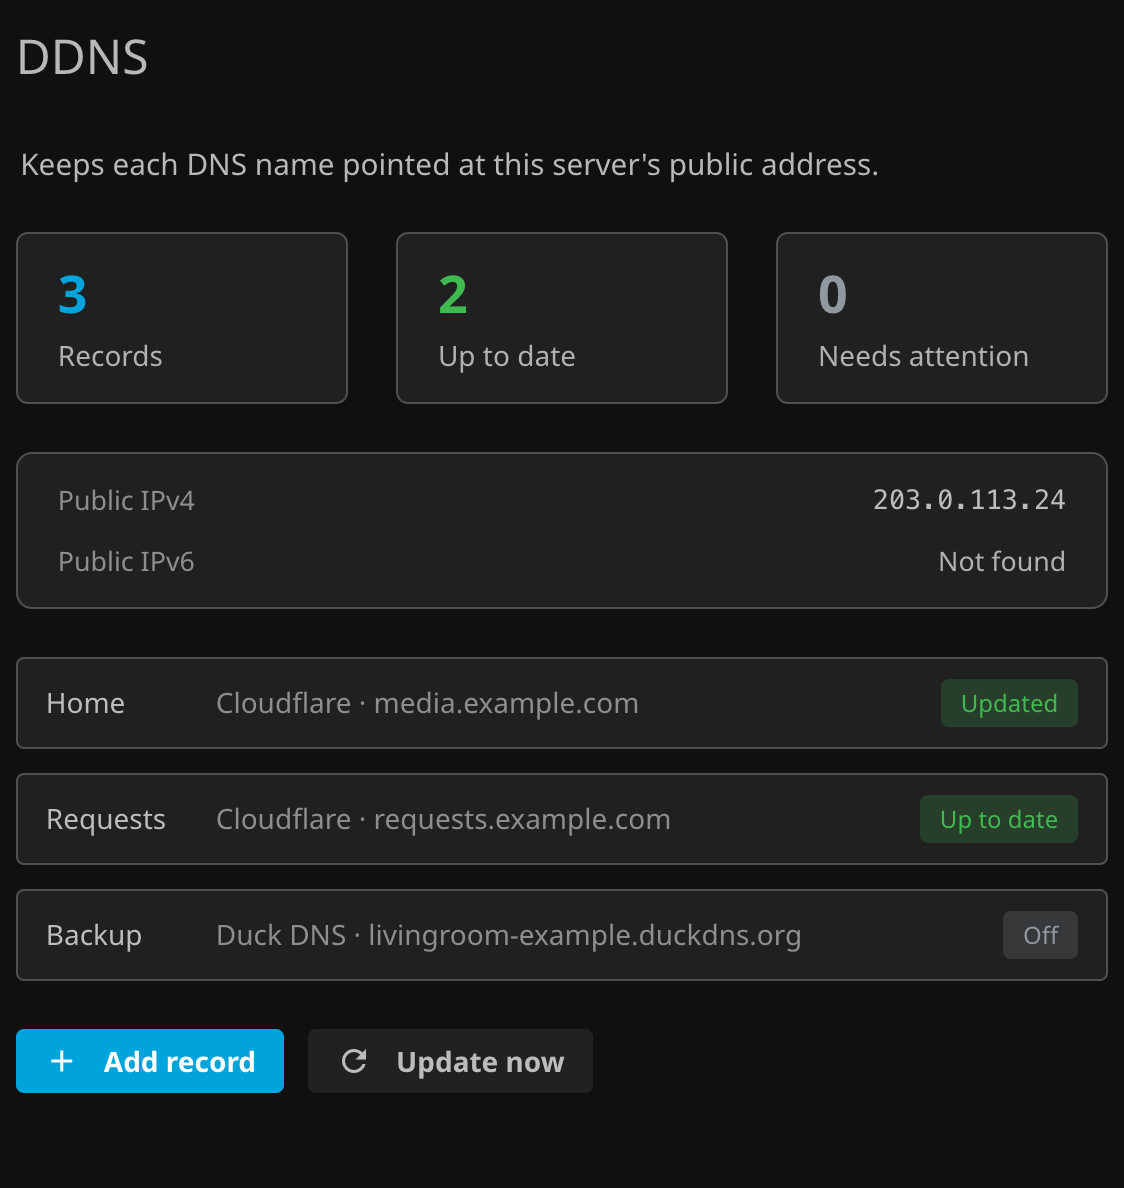 DDNS
Keeps each DNS name pointed at this server's public address.
3
Records
2
Up to date
0
Needs attention
Public IPv4 203.0.113.24
Public IPv6 Not found
Home Cloudflare · media.example.com Updated
Requests Cloudflare · requests.example.com Up to date
Backup Duck DNS · livingroom-example.duckdns.org Off
Add record Update now